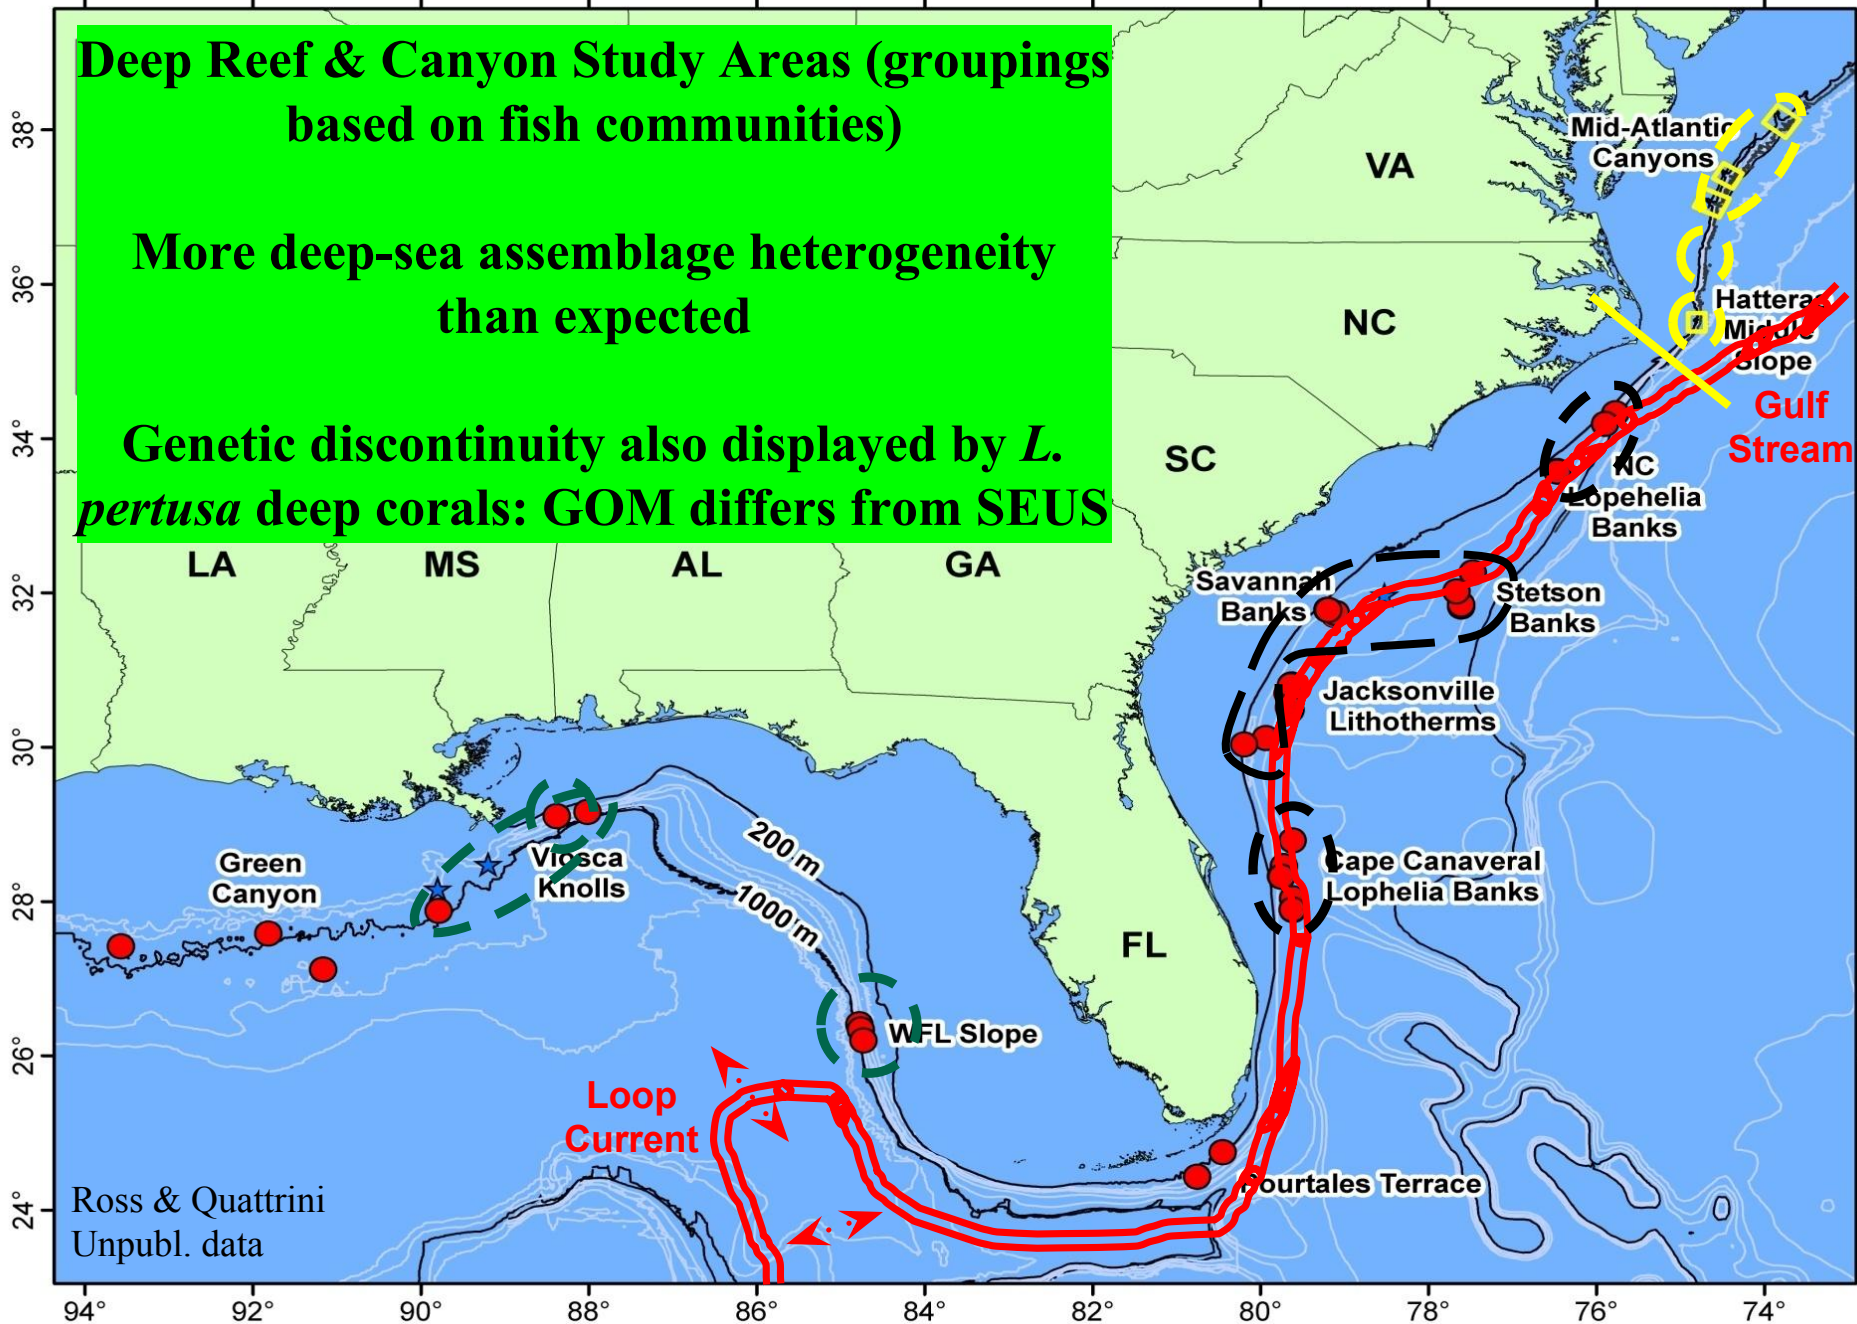 Deep Reef & Canyon Study Areas (groupings
based on fish communities)
More deep-sea assemblage heterogeneity
than expected
Genetic discontinuity also displayed by L.
pertusa deep corals: GOM differs from SEUS
Mid-Atlantic
Canyons
VA
Hatteras
Middle
Slope
NC
Gulf
Stream
SC
NC
Lopehelia
Banks
LA
MS
AL
GA
Savannah
Banks
Stetson
Banks
Jacksonville
Lithotherms
200 m
1000 m
Green
Canyon
Viosca
Knolls
Cape Canaveral
Lophelia Banks
FL
WFL Slope
Loop
Current
Pourtales Terrace
Ross & Quattrini
Unpubl. data
38°
36°
34°
32°
30°
28°
26°
24°
94°
92°
90°
88°
86°
84°
82°
80°
78°
76°
74°